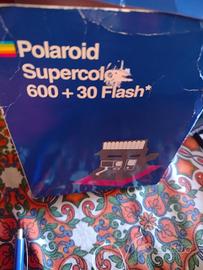 Polaroid
Supercolor
600 + 30 Flash*